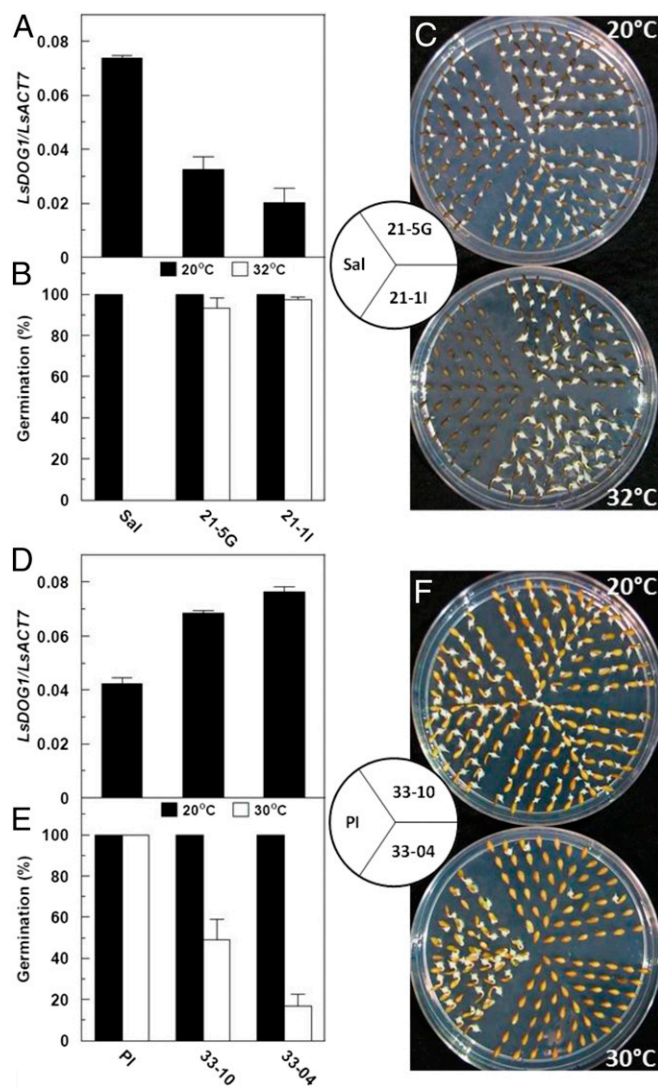 A
LsDOG1/LsACT7
0.08
0.06
0.04
0.02
0
B
20°C
32°C
Germination (%)
100
80
60
40
20
0
Sal
21-5G
21-1I
C
20°C
21-5G
Sal
21-1I
32°C
D
LsDOG1/LsACT7
0.08
0.06
0.04
0.02
0
E
20°C
30°C
Germination (%)
100
80
60
40
20
0
PI
33-10
33-04
F
20°C
33-10
PI
33-04
30°C